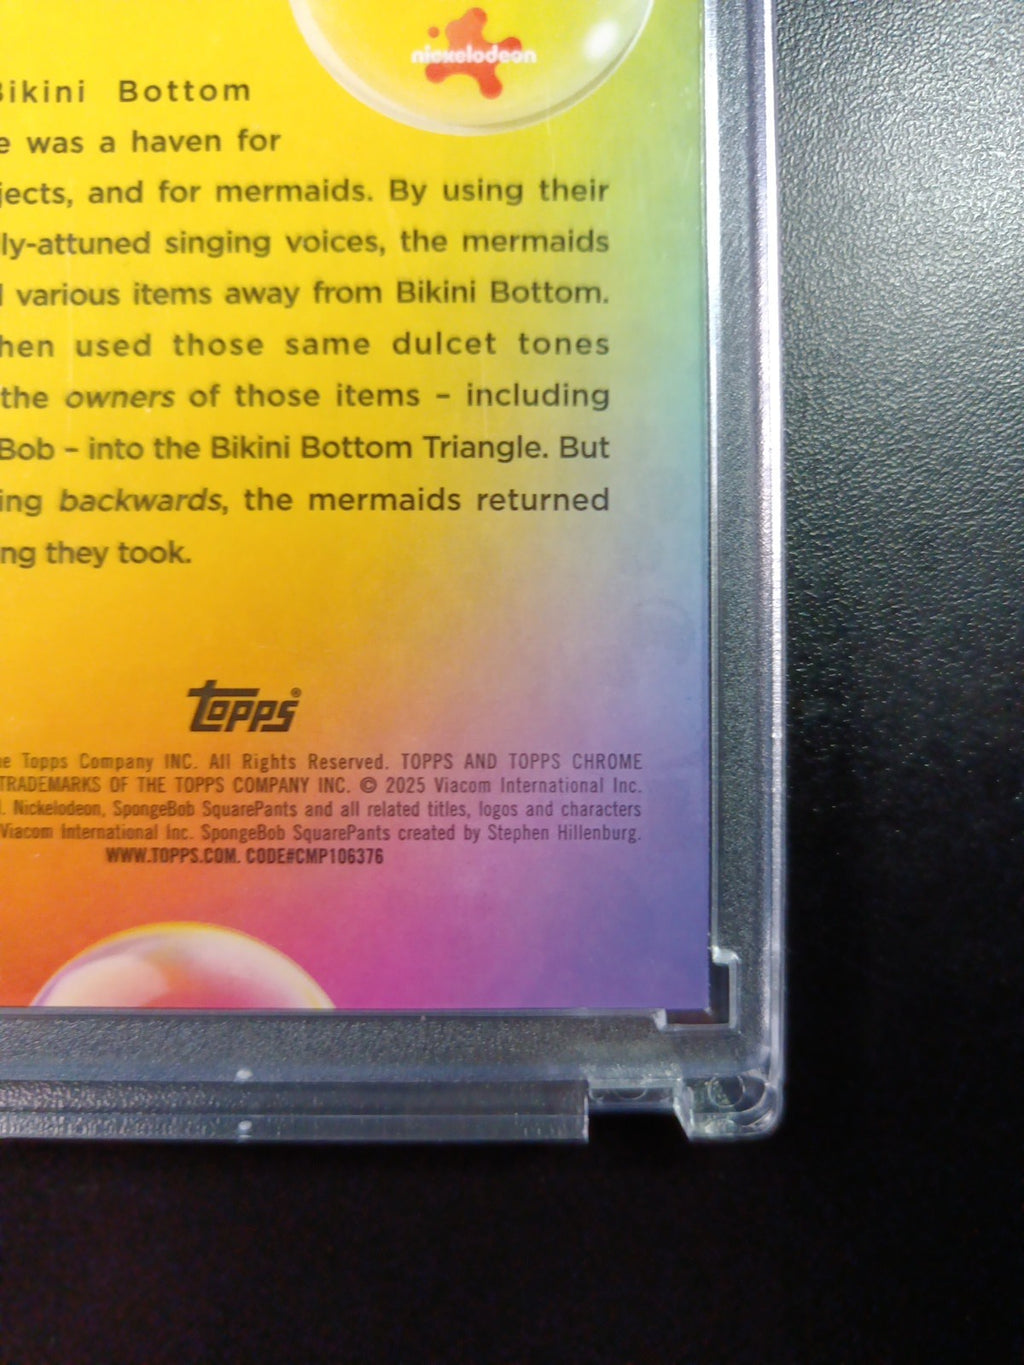 nickelodeon
Bikini Bottom
e was a haven for
jects, and for mermaids. By using their
ly-attuned singing voices, the mermaids
various items away from Bikini Bottom.
hen used those same dulcet tones
the owners of those items – including
Bob – into the Bikini Bottom Triangle. But
ing backwards, the mermaids returned
ng they took.
TOPPS®
e Topps Company INC. All Rights Reserved. TOPPS AND TOPPS CHROME
TRADEMARKS OF THE TOPPS COMPANY INC. © 2025 Viacom International Inc.
. Nickelodeon, SpongeBob SquarePants and all related titles, logos and characters
Viacom International Inc. SpongeBob SquarePants created by Stephen Hillenburg.
WWW.TOPPS.COM. CODE#CMP106376